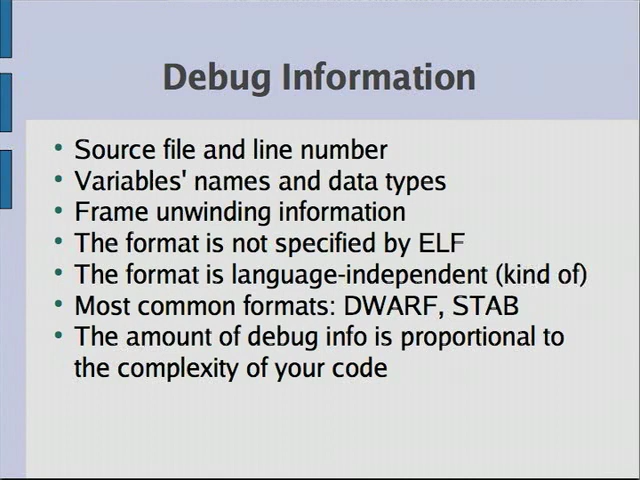 Debug Information
• Source file and line number
• Variables' names and data types
• Frame unwinding information
• The format is not specified by ELF
• The format is language-independent (kind of)
• Most common formats: DWARF, STAB
• The amount of debug info is proportional to
the complexity of your code